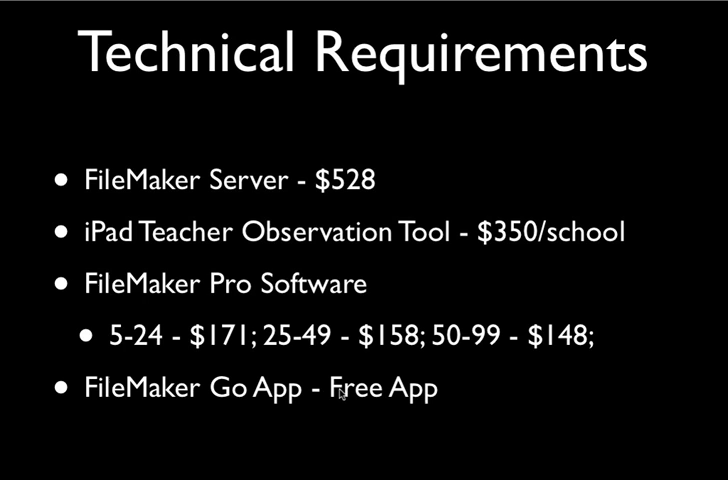 Technical Requirements
• FileMaker Server - $528
• iPad Teacher Observation Tool - $350/school
• FileMaker Pro Software
• 5-24 - $171; 25-49 - $158; 50-99 - $148;
• FileMaker Go App - Free App